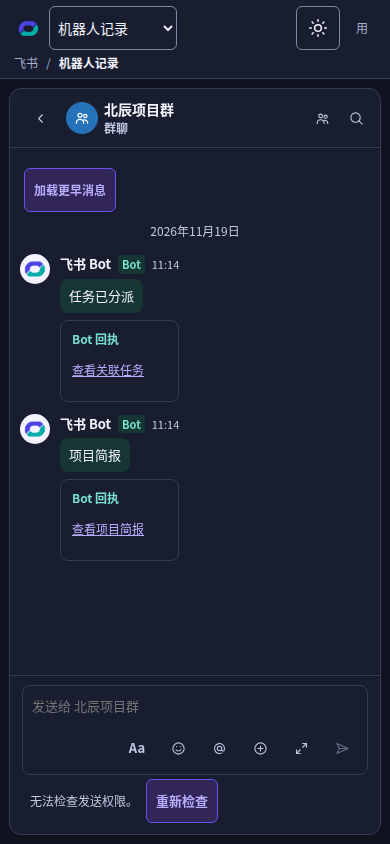 机器人记录
用
飞书 / 机器人记录
北辰项目群
群聊
加载更早消息
2026年11月19日
飞书 Bot Bot 11:14
任务已分派
Bot 回执
查看关联任务
飞书 Bot Bot 11:14
项目简报
Bot 回执
查看项目简报
发送给 北辰项目群
Aa
无法检查发送权限。 重新检查